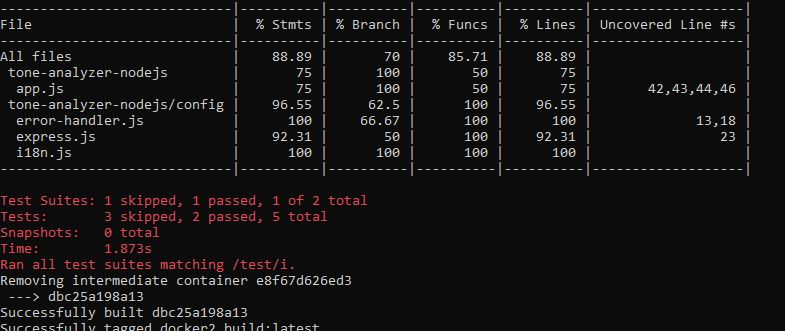 ------------------------------|----------|----------|----------|----------|-------------------|
File                          |  % Stmts | % Branch |  % Funcs |  % Lines | Uncovered Line #s |
------------------------------|----------|----------|----------|----------|-------------------|
All files                     |    88.89 |       70 |    85.71 |    88.89 |                   |
 tone-analyzer-nodejs         |       75 |      100 |       50 |       75 |                   |
  app.js                      |       75 |      100 |       50 |       75 |       42,43,44,46 |
 tone-analyzer-nodejs/config  |    96.55 |     62.5 |      100 |    96.55 |                   |
  error-handler.js            |      100 |    66.67 |      100 |      100 |             13,18 |
  express.js                  |    92.31 |       50 |      100 |    92.31 |                23 |
  i18n.js                     |      100 |      100 |      100 |      100 |                   |
------------------------------|----------|----------|----------|----------|-------------------|
Test Suites: 1 skipped, 1 passed, 1 of 2 total
Tests:       3 skipped, 2 passed, 5 total
Snapshots:   0 total
Time:        1.873s
Ran all test suites matching /test/i.
Removing intermediate container e8f67d626ed3
 ---> dbc25a198a13
Successfully built dbc25a198a13
Successfully tagged docker2_build:latest